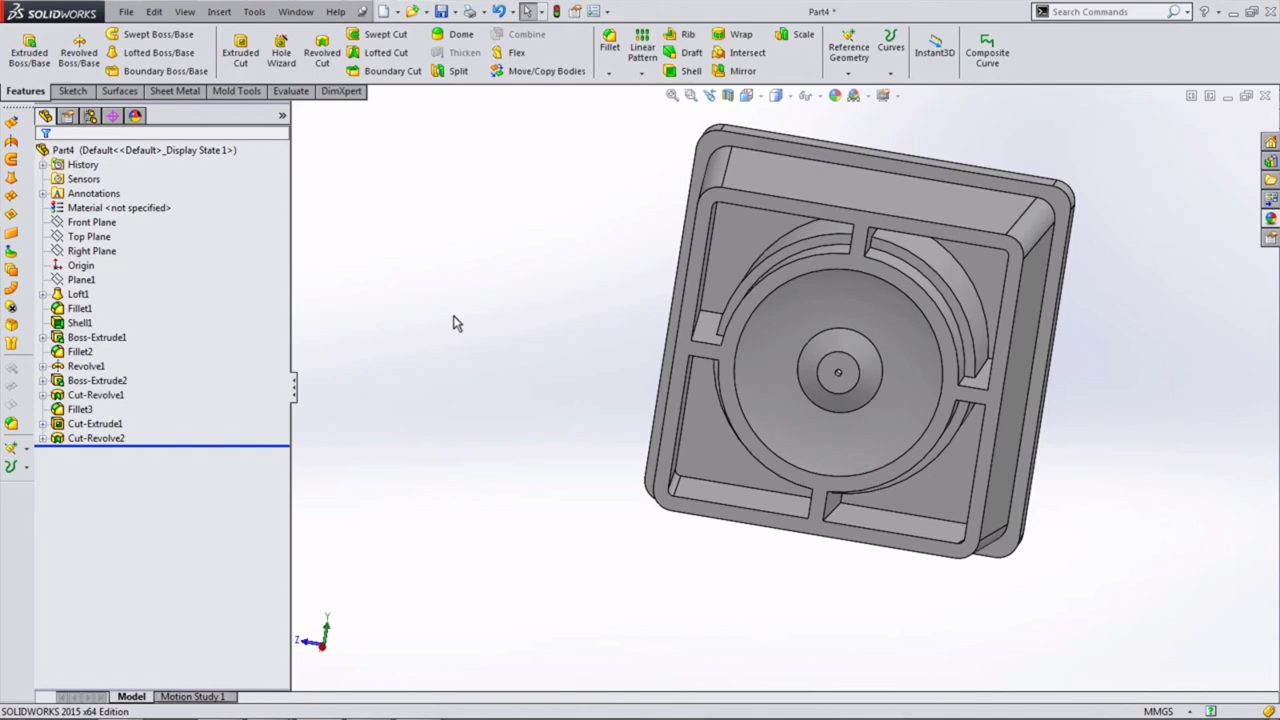 SOLIDWORKS File Edit View Insert Tools Window Help Part4 * Search Commands
Extruded Boss/Base Revolved Boss/Base Swept Boss/Base Lofted Boss/Base Boundary Boss/Base Extruded Cut Hole Wizard Revolved Cut Swept Cut Lofted Cut Boundary Cut Dome Thicken Split Combine Flex Move/Copy Bodies Fillet Linear Pattern Rib Draft Shell Wrap Intersect Mirror Scale Reference Geometry Curves Instant3D Composite Curve
Features Sketch Surfaces Sheet Metal Mold Tools Evaluate DimXpert
Part4 (Default<<Default>_Display State 1>)
History
Sensors
Annotations
Material <not specified>
Front Plane
Top Plane
Right Plane
Origin
Plane1
Loft1
Fillet1
Shell1
Boss-Extrude1
Fillet2
Revolve1
Boss-Extrude2
Cut-Revolve1
Fillet3
Cut-Extrude1
Cut-Revolve2
Y
Z
Model Motion Study 1
SOLIDWORKS 2015 x64 Edition MMGS